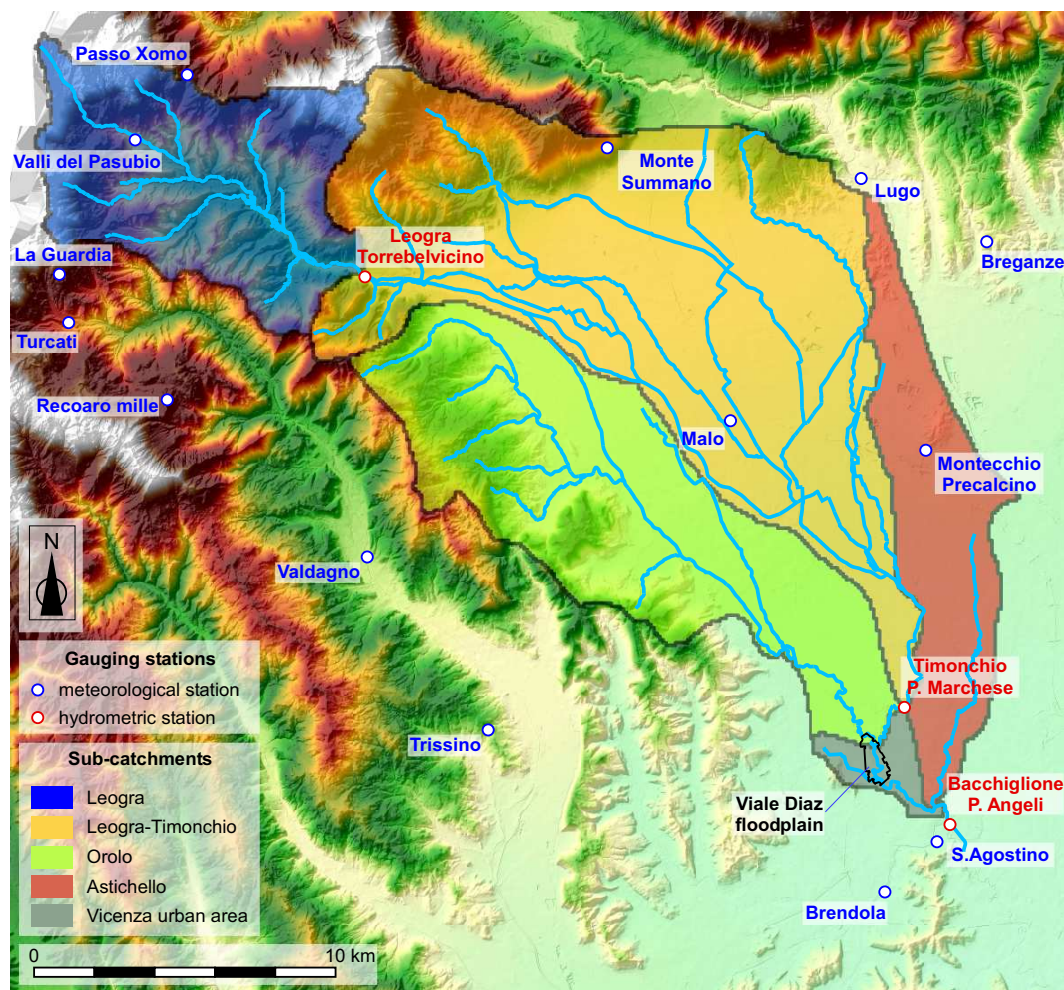 Passo Xomo
Valli del Pasubio
Monte
Summano
Lugo
Leogra
Torrebelvicino
La Guardia
Breganze
Turcati
Recoaro mille
Malo
Montecchio
Precalcino
N
Valdagno
Gauging stations
meteorological station
hydrometric station
Timonchio
P. Marchese
Trissino
Sub-catchments
Leogra
Leogra-Timonchio
Orolo
Astichello
Vicenza urban area
Bacchiglione
P. Angeli
Viale Diaz
floodplain
S.Agostino
Brendola
0 10 km